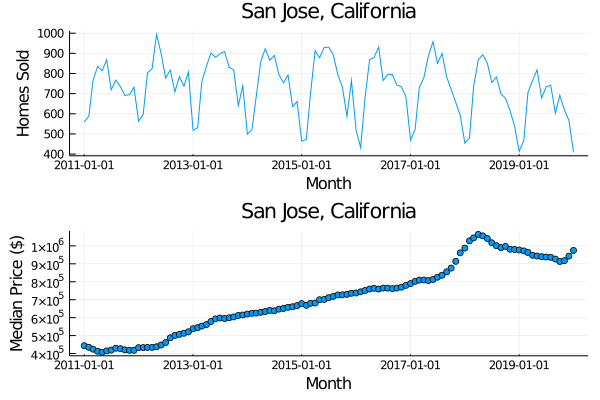 San Jose, California
Homes Sold
1000
900
800
700
600
500
400
2011-01-01 2013-01-01 2015-01-01 2017-01-01 2019-01-01
Month
San Jose, California
Median Price ($)
1×10⁶
9×10⁵
8×10⁵
7×10⁵
6×10⁵
5×10⁵
4×10⁵
2011-01-01 2013-01-01 2015-01-01 2017-01-01 2019-01-01
Month